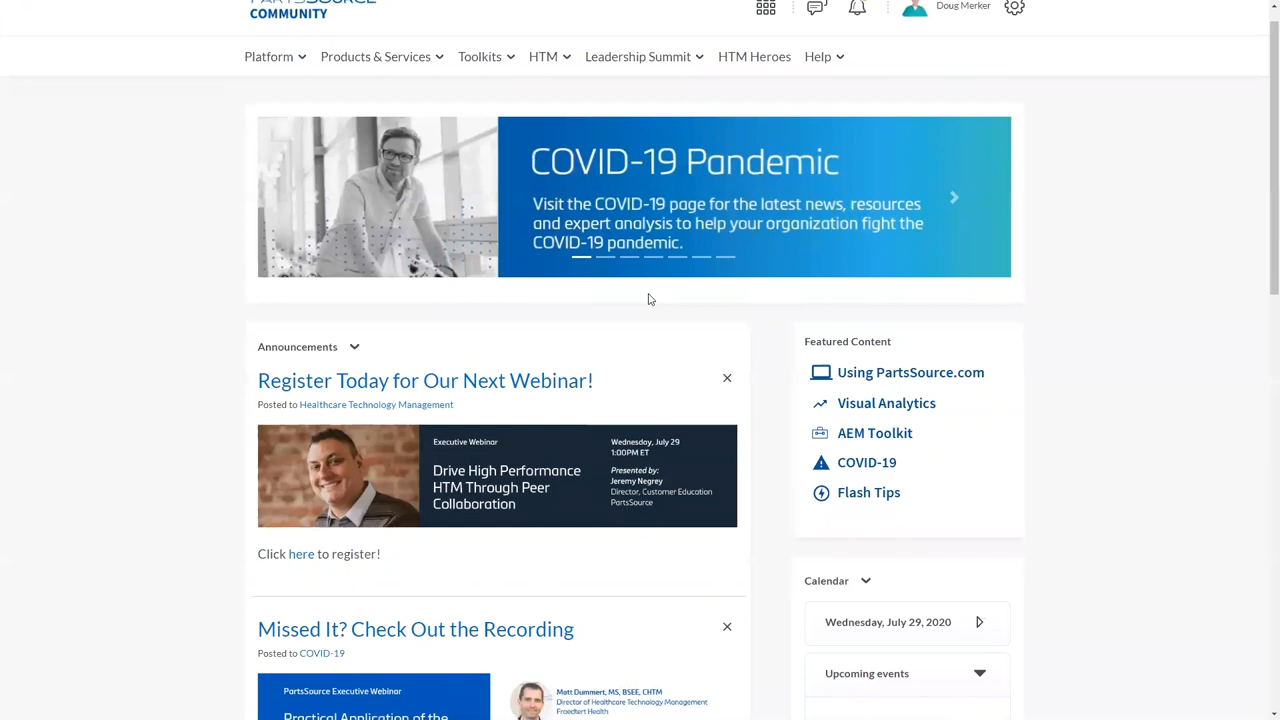 COMMUNITY
Doug Merker
Platform Products & Services Toolkits HTM Leadership Summit HTM Heroes Help
COVID-19 Pandemic
Visit the COVID-19 page for the latest news, resources
and expert analysis to help your organization fight the
COVID-19 pandemic.
Announcements
Register Today for Our Next Webinar!
Posted to Healthcare Technology Management
Executive Webinar
Drive High Performance
HTM Through Peer
Collaboration
Wednesday, July 29
1:00PM ET
Presented by:
Jeremy Negrey
Director, Customer Education
PartsSource
Click here to register!
Missed It? Check Out the Recording
Posted to COVID-19
PartsSource Executive Webinar
Practical Application of the
Matt Dummert, MS, BSEE, CHTM
Director of Healthcare Technology Management
Froedtert Health
Featured Content
Using PartsSource.com
Visual Analytics
AEM Toolkit
COVID-19
Flash Tips
Calendar
Wednesday, July 29, 2020
Upcoming events